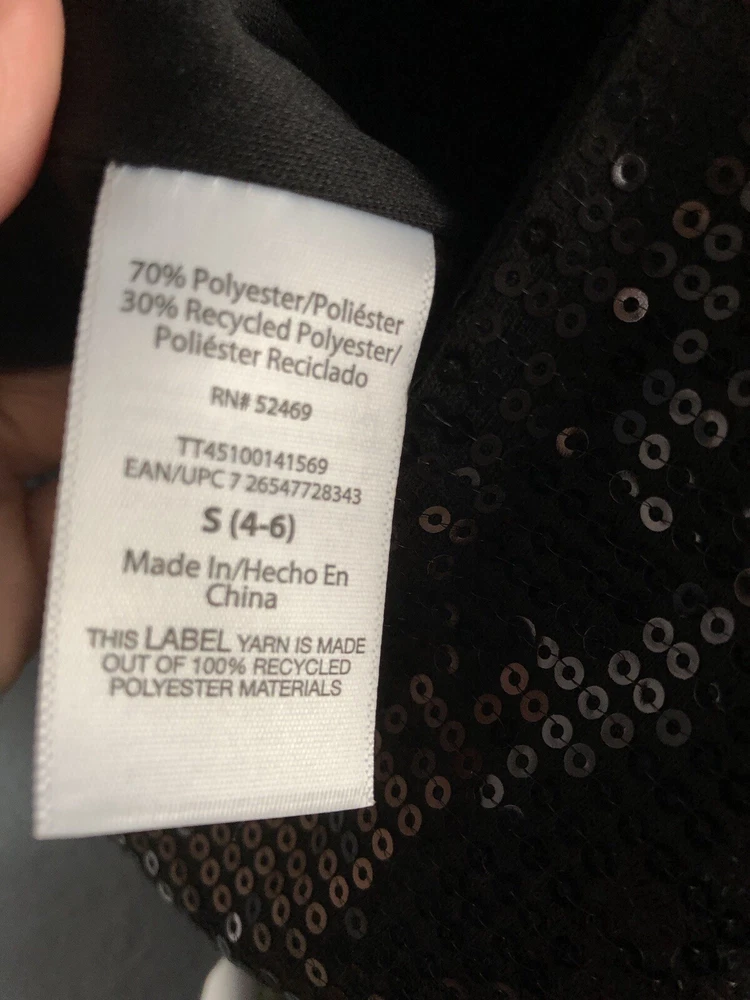 70% Polyester/Poliéster
30% Recycled Polyester/
Poliéster Reciclado
RN# 52469
TT45100141569
EAN/UPC 7 26547728343
S (4-6)
Made In/Hecho En
China
THIS LABEL YARN IS MADE
OUT OF 100% RECYCLED
POLYESTER MATERIALS